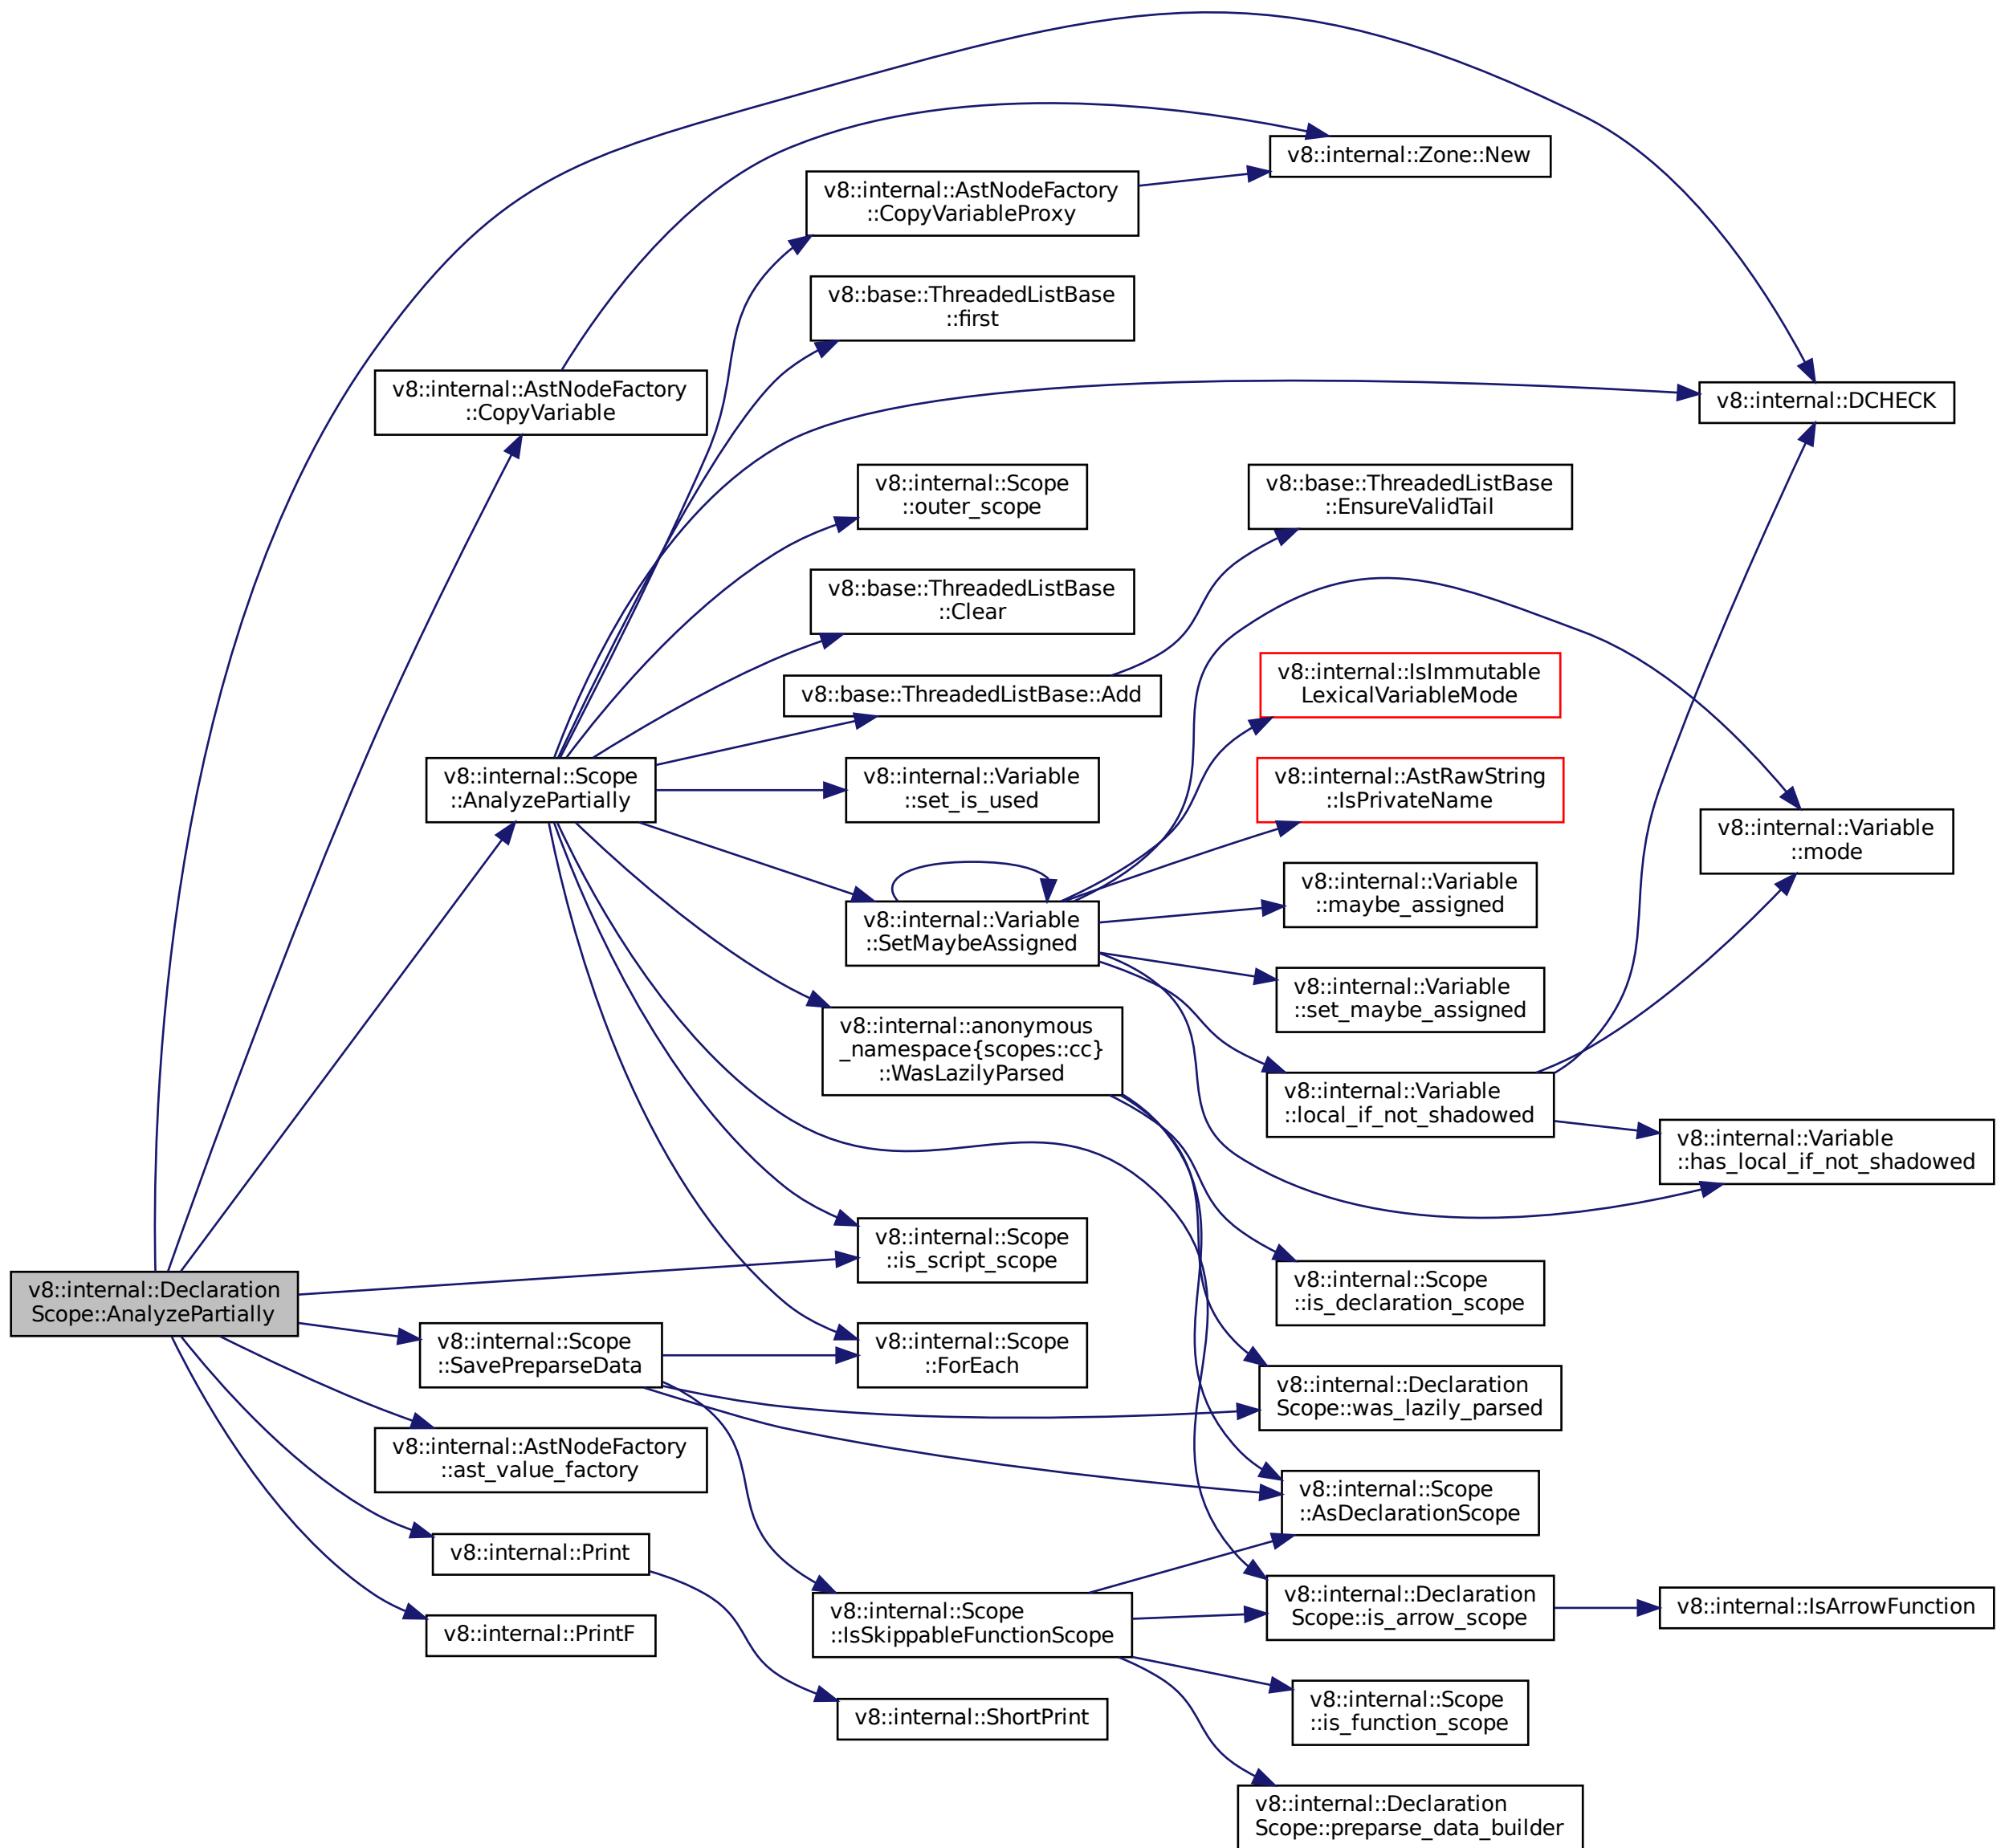 v8::internal::Zone::New
v8::internal::AstNodeFactory
::CopyVariableProxy
v8::base::ThreadedListBase
::first
v8::internal::AstNodeFactory
::CopyVariable
v8::internal::DCHECK
v8::internal::Scope
::outer_scope
v8::base::ThreadedListBase
::EnsureValidTail
v8::base::ThreadedListBase
::Clear
v8::internal::IsImmutable
LexicalVariableMode
v8::base::ThreadedListBase::Add
v8::internal::Scope
::AnalyzePartially
v8::internal::Variable
::set_is_used
v8::internal::AstRawString
::IsPrivateName
v8::internal::Variable
::mode
v8::internal::Variable
::maybe_assigned
v8::internal::Variable
::SetMaybeAssigned
v8::internal::Variable
::set_maybe_assigned
v8::internal::anonymous
_namespace{scopes::cc}
::WasLazilyParsed
v8::internal::Variable
::local_if_not_shadowed
v8::internal::Variable
::has_local_if_not_shadowed
v8::internal::Scope
::is_script_scope
v8::internal::Scope
::is_declaration_scope
v8::internal::Declaration
Scope::AnalyzePartially
v8::internal::Scope
::SavePreparseData
v8::internal::Scope
::ForEach
v8::internal::Declaration
Scope::was_lazily_parsed
v8::internal::AstNodeFactory
::ast_value_factory
v8::internal::Scope
::AsDeclarationScope
v8::internal::Print
v8::internal::Scope
::IsSkippableFunctionScope
v8::internal::Declaration
Scope::is_arrow_scope
v8::internal::IsArrowFunction
v8::internal::PrintF
v8::internal::ShortPrint
v8::internal::Scope
::is_function_scope
v8::internal::Declaration
Scope::preparse_data_builder